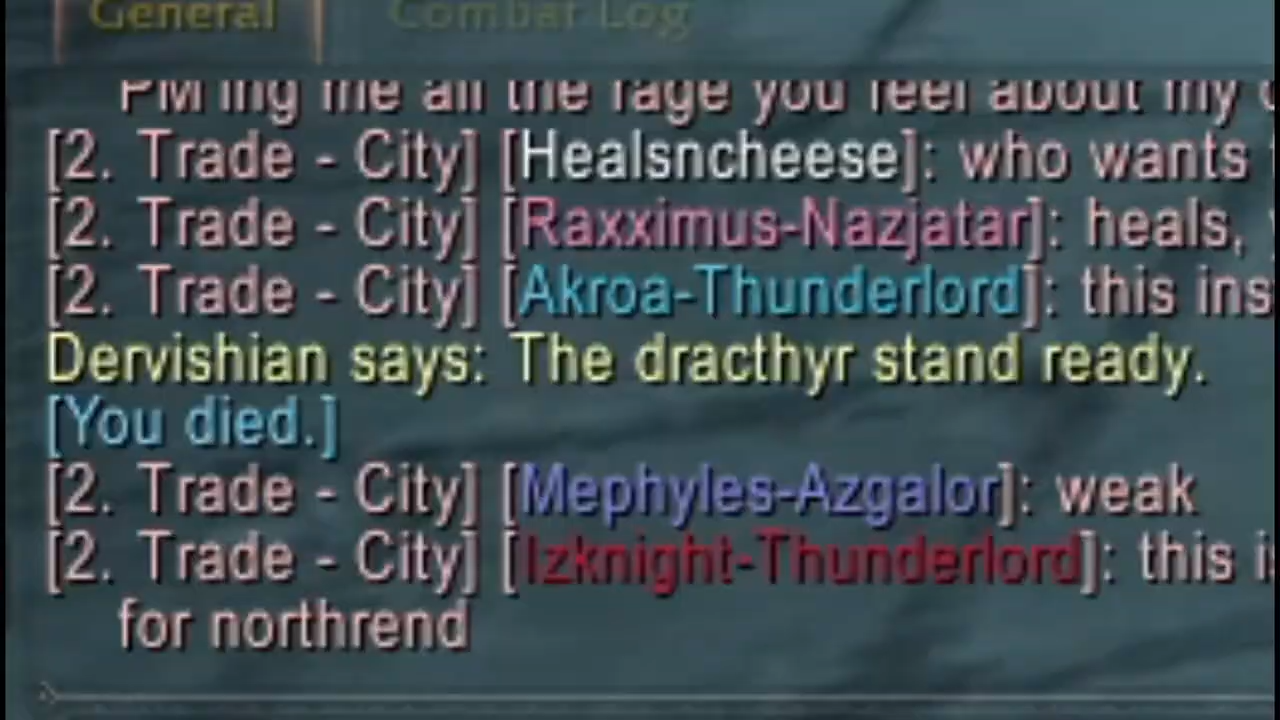 General Combat Log
PM'ing me all the rage you feel about my
[2. Trade - City] [Healsncheese]: who wants
[2. Trade - City] [Raxximus-Nazjatar]: heals,
[2. Trade - City] [Akroa-Thunderlord]: this ins
Dervishian says: The dracthyr stand ready.
[You died.]
[2. Trade - City] [Mephyles-Azgalor]: weak
[2. Trade - City] [Izknight-Thunderlord]: this is
for northrend